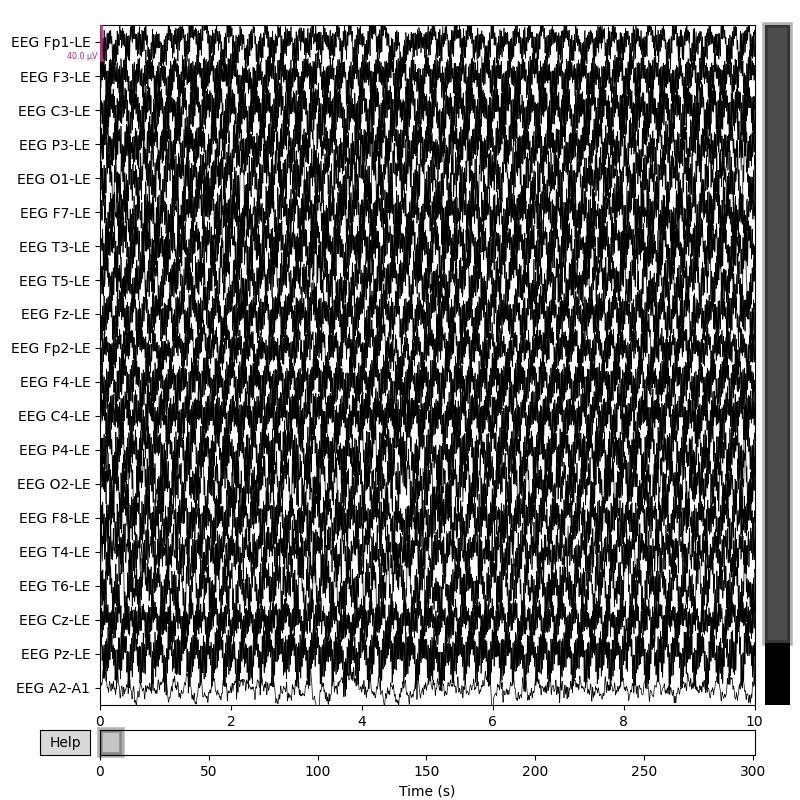 EEG Fp1-LE
40.0 µV
EEG F3-LE
EEG C3-LE
EEG P3-LE
EEG O1-LE
EEG F7-LE
EEG T3-LE
EEG T5-LE
EEG Fz-LE
EEG Fp2-LE
EEG F4-LE
EEG C4-LE
EEG P4-LE
EEG O2-LE
EEG F8-LE
EEG T4-LE
EEG T6-LE
EEG Cz-LE
EEG Pz-LE
EEG A2-A1
0 2 4 6 8 10
Help
0 50 100 150 200 250 300
Time (s)